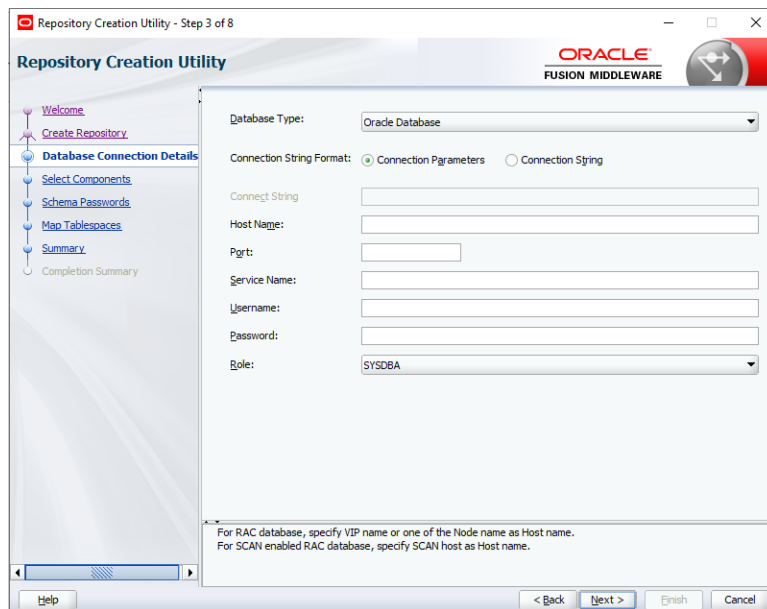 Repository Creation Utility - Step 3 of 8
Repository Creation Utility
ORACLE
FUSION MIDDLEWARE
Welcome
Create Repository
Database Connection Details
Select Components
Schema Passwords
Map Tablespaces
Summary
Completion Summary
Database Type: Oracle Database
Connection String Format: Connection Parameters Connection String
Connect String
Host Name:
Port:
Service Name:
Username:
Password:
Role: SYSDBA
For RAC database, specify VIP name or one of the Node name as Host name.
For SCAN enabled RAC database, specify SCAN host as Host name.
Help < Back Next > Finish Cancel